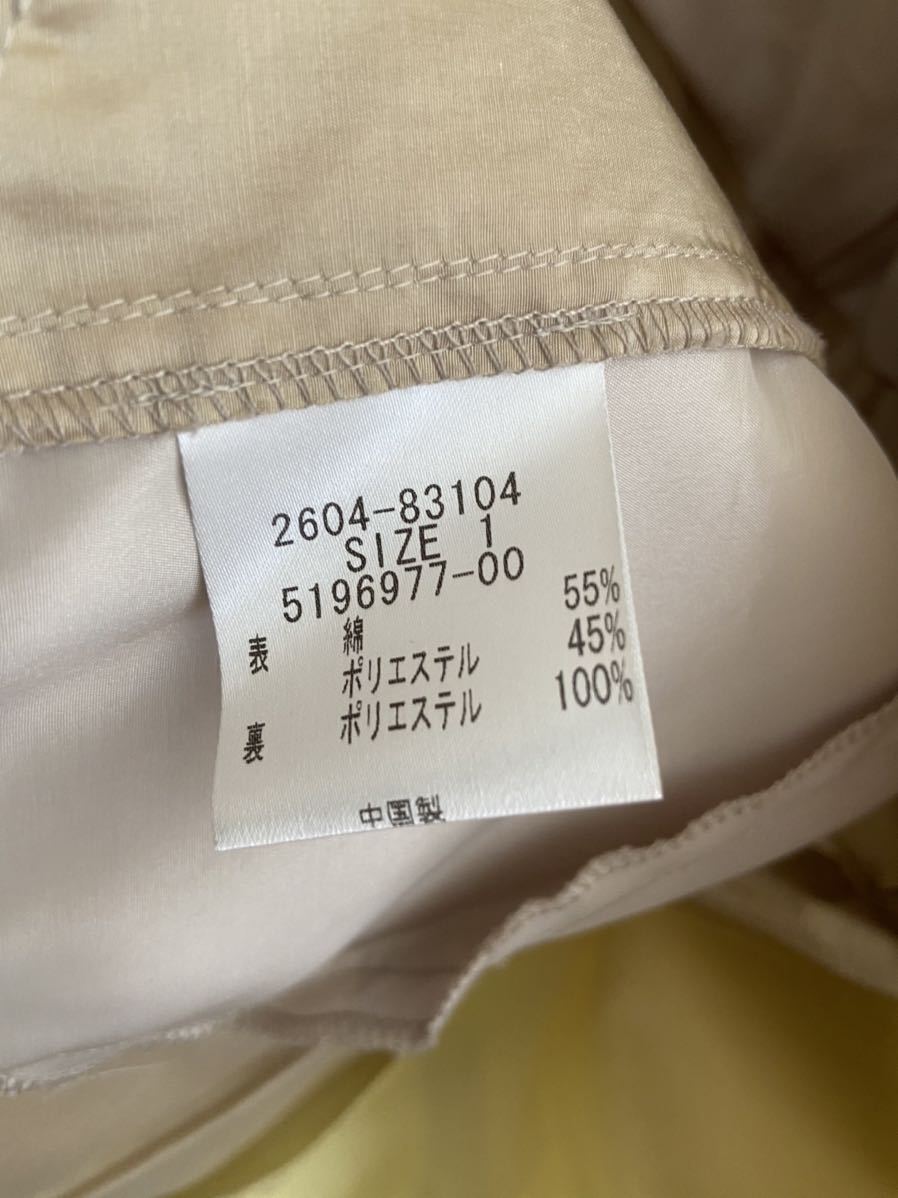 2604-83104
SIZE 1
5196977-00
表 綿 55%
ポリエステル 45%
裏 ポリエステル 100%
中国製